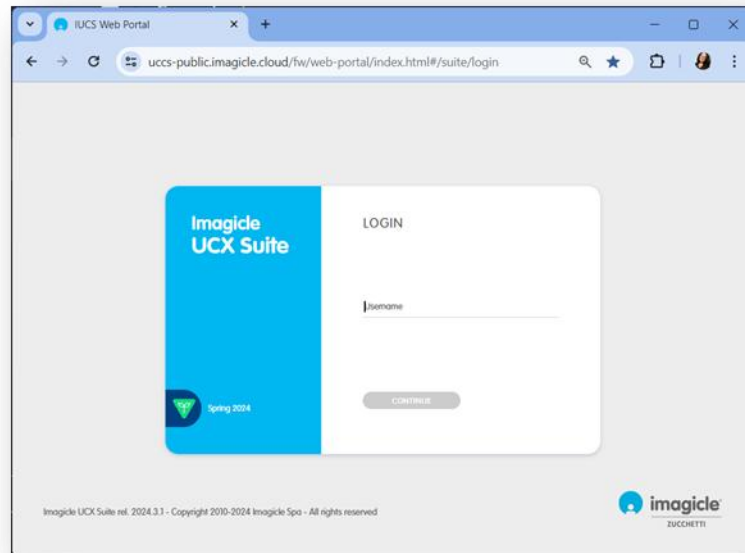 IUCS Web Portal
uccs-public.imagicle.cloud/fw/web-portal/index.html#/suite/login
Imagicle
UCX Suite
LOGIN
Username
CONTINUE
Spring 2024
Imagicle UCX Suite rel. 2024.3.1 - Copyright 2010-2024 Imagicle Spa - All rights reserved
imagicle
ZUCCHETTI